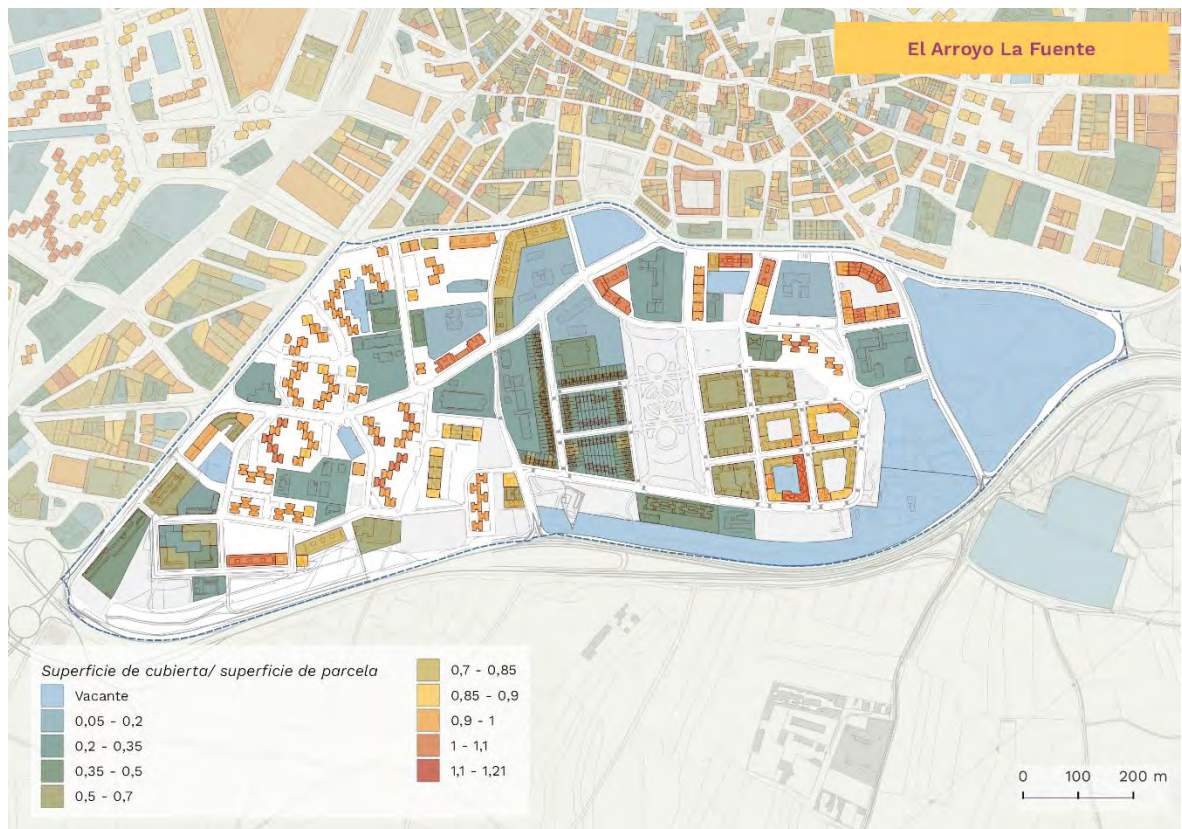 El Arroyo La Fuente
Superficie de cubierta/ superficie de parcela
Vacante
0,05 - 0,2
0,2 - 0,35
0,35 - 0,5
0,5 - 0,7
0,7 - 0,85
0,85 - 0,9
0,9 - 1
1 - 1,1
1,1 - 1,21
0 100 200 m